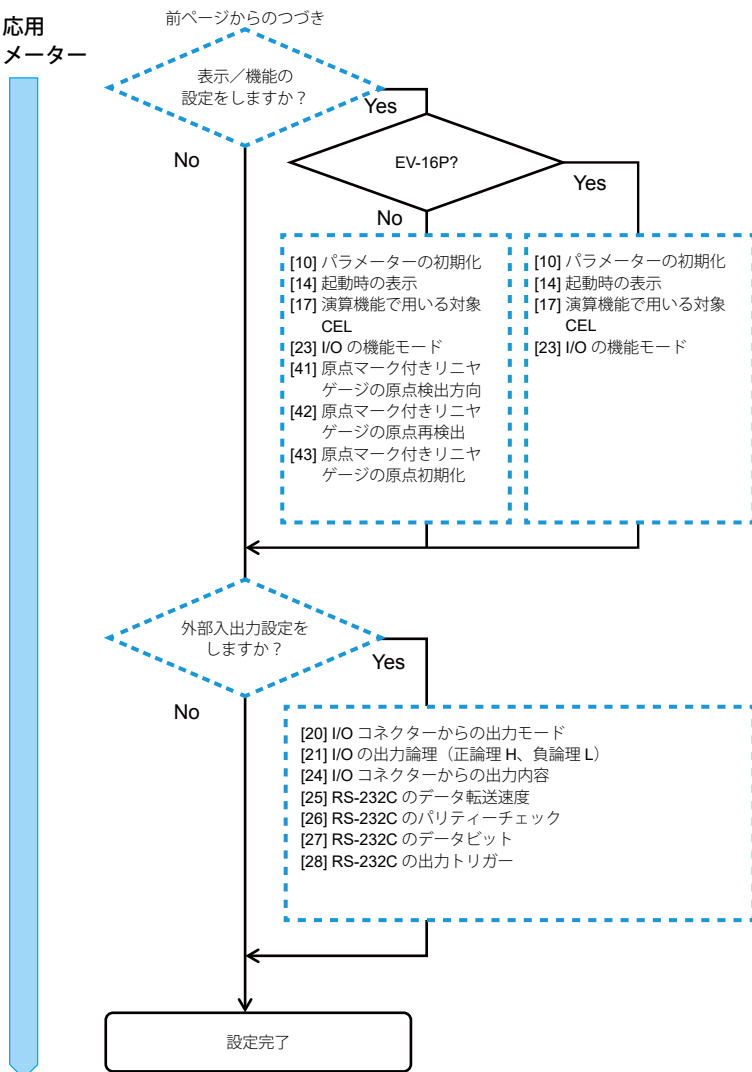 応用
メーター
前ページからのつづき
表示／機能の
設定をしますか？
Yes
No
EV-16P?
Yes
No
[10] パラメーターの初期化
[14] 起動時の表示
[17] 演算機能で用いる対象
CEL
[23] I/O の機能モード
[41] 原点マーク付きリニヤ
ゲージの原点検出方向
[42] 原点マーク付きリニヤ
ゲージの原点再検出
[43] 原点マーク付きリニヤ
ゲージの原点初期化
[10] パラメーターの初期化
[14] 起動時の表示
[17] 演算機能で用いる対象
CEL
[23] I/O の機能モード
外部入出力設定を
しますか？
Yes
No
[20] I/O コネクターからの出力モード
[21] I/O の出力論理（正論理 H、負論理 L）
[24] I/O コネクターからの出力内容
[25] RS-232C のデータ転送速度
[26] RS-232C のパリティーチェック
[27] RS-232C のデータビット
[28] RS-232C の出力トリガー
設定完了